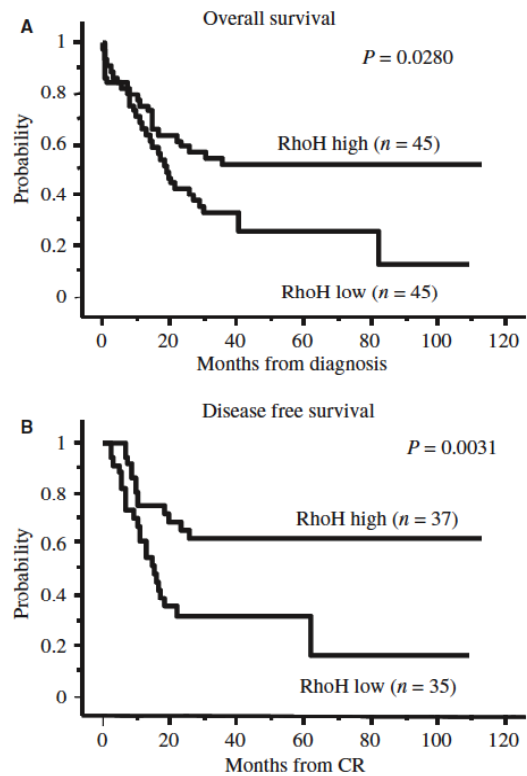 A
Overall survival
P = 0.0280
1
0.8
0.6
0.4
0.2
0
Probability
RhoH high (n = 45)
RhoH low (n = 45)
0 20 40 60 80 100 120
Months from diagnosis
B
Disease free survival
P = 0.0031
1
0.8
0.6
0.4
0.2
0
Probability
RhoH high (n = 37)
RhoH low (n = 35)
0 20 40 60 80 100 120
Months from CR